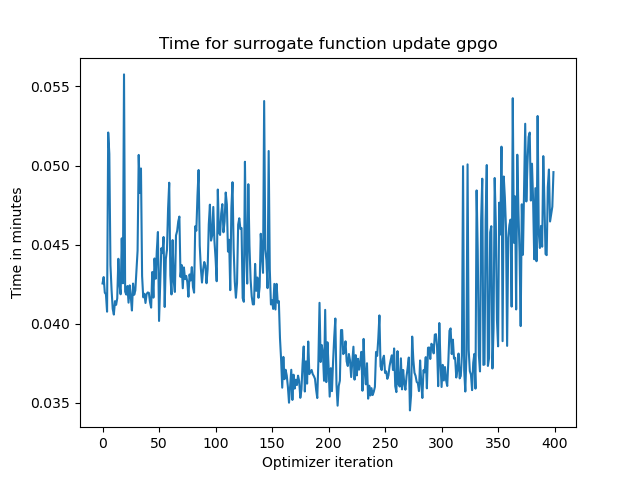 Time for surrogate function update gpgo
0.055
0.050
0.045
0.040
0.035
Time in minutes
0 50 100 150 200 250 300 350 400
Optimizer iteration